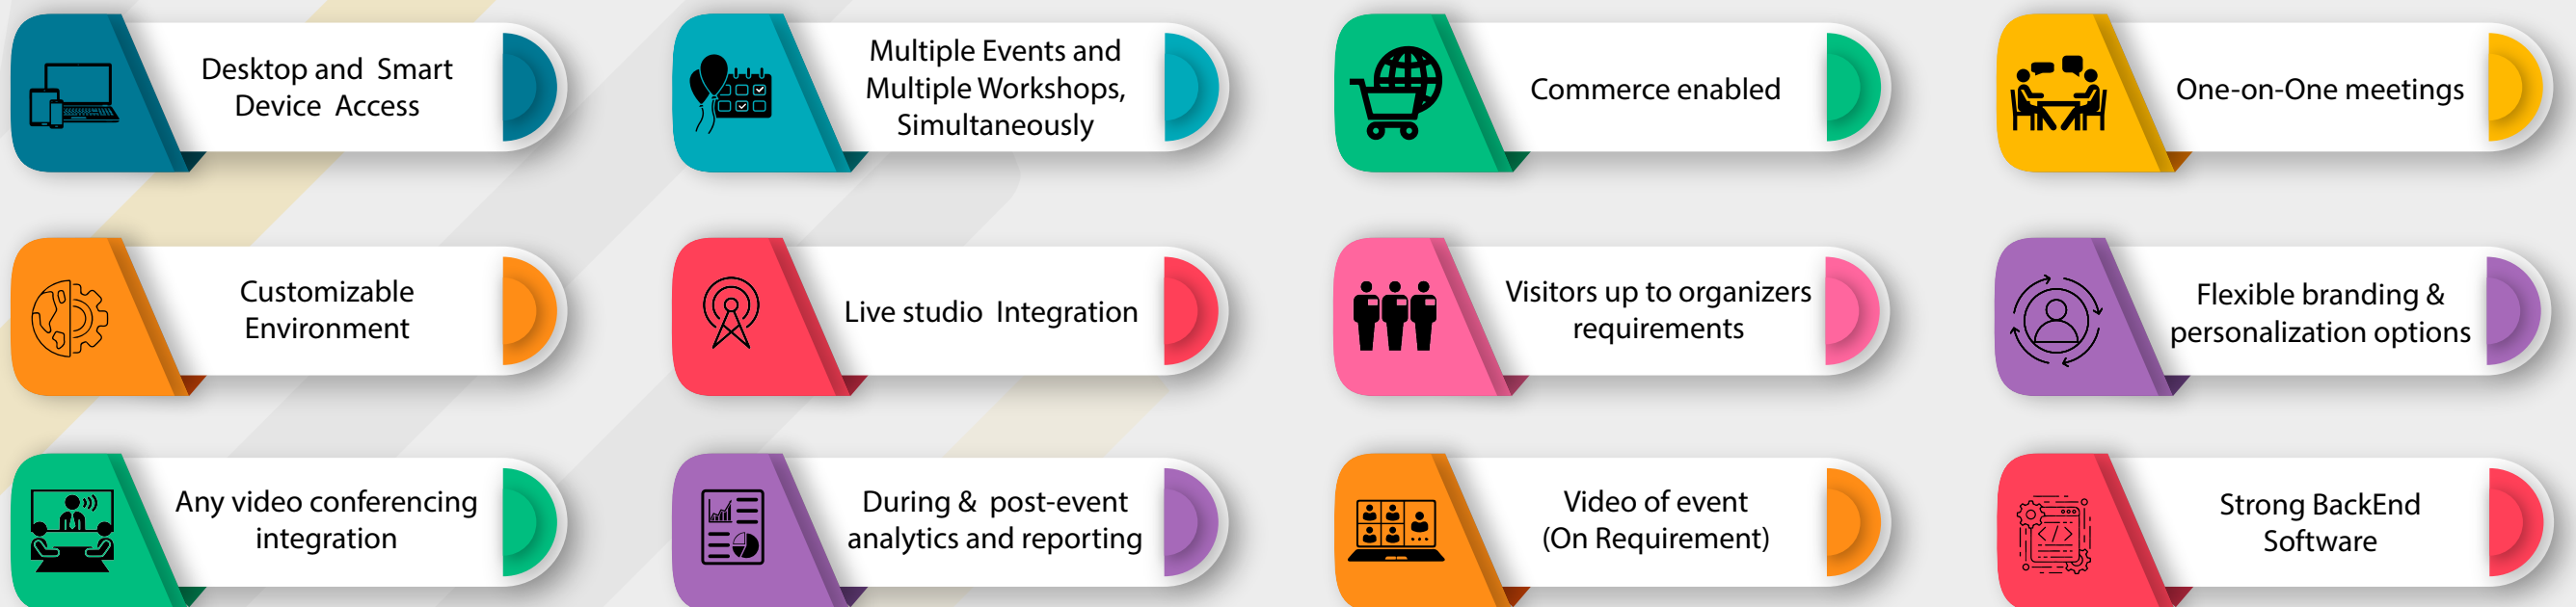 Desktop and Smart
Device Access
Multiple Events and
Multiple Workshops,
Simultaneously
Commerce enabled
One-on-One meetings
Customizable
Environment
Live studio Integration
Visitors up to organizers
requirements
Flexible branding &
personalization options
Any video conferencing
integration
During & post-event
analytics and reporting
Video of event
(On Requirement)
Strong BackEnd
Software